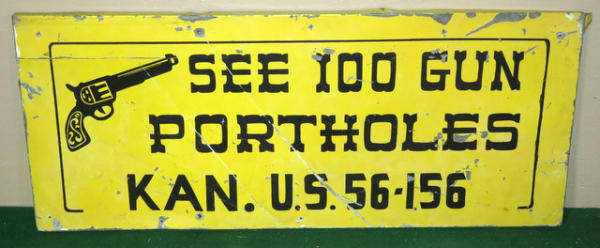 SEE 100 GUN
PORTHOLES
KAN. U.S. 56-156